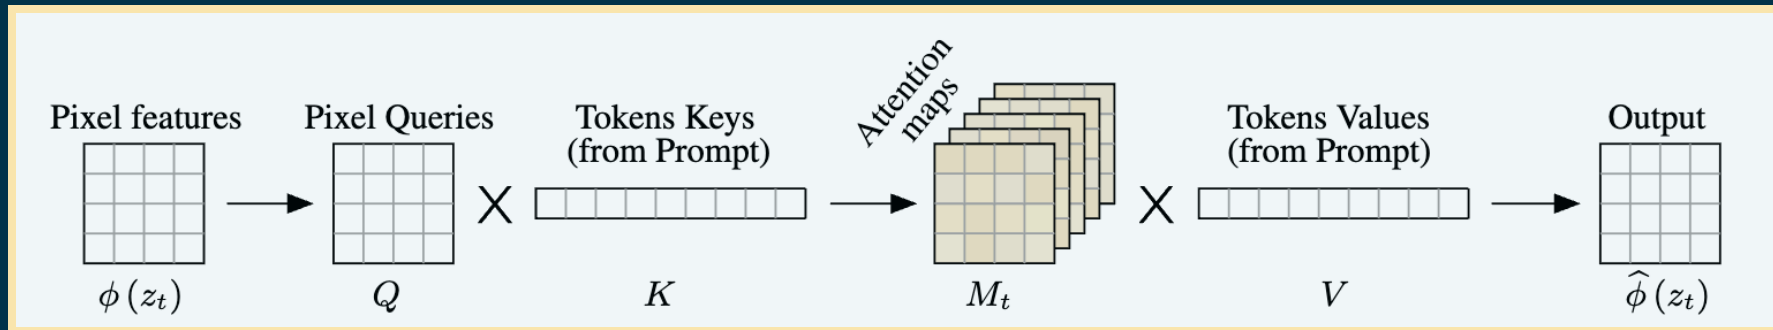 Pixel features
Pixel Queries
Tokens Keys
(from Prompt)
Attention
maps
Tokens Values
(from Prompt)
Output
ϕ(z_t)
Q
K
M_t
V
ϕ̂(z_t)